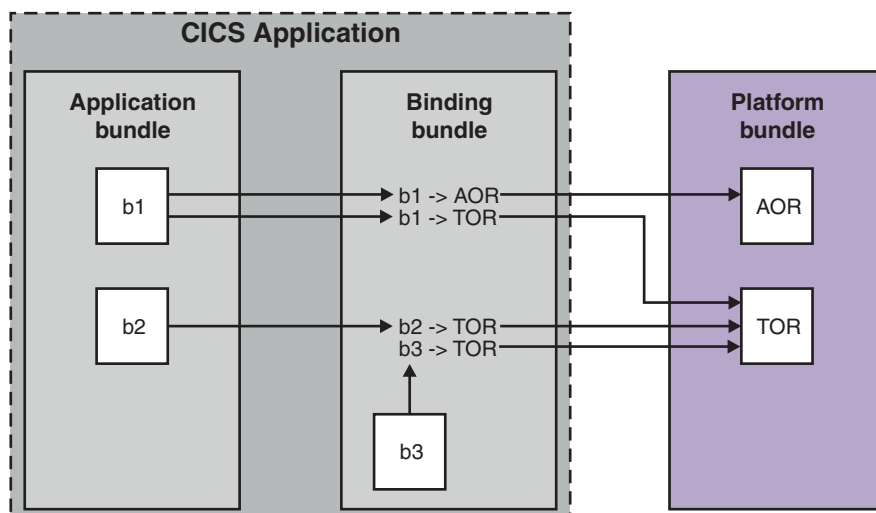 CICS Application
Application
bundle
b1
b2
Binding
bundle
b1 -> AOR
b1 -> TOR
b2 -> TOR
b3 -> TOR
b3
Platform
bundle
AOR
TOR